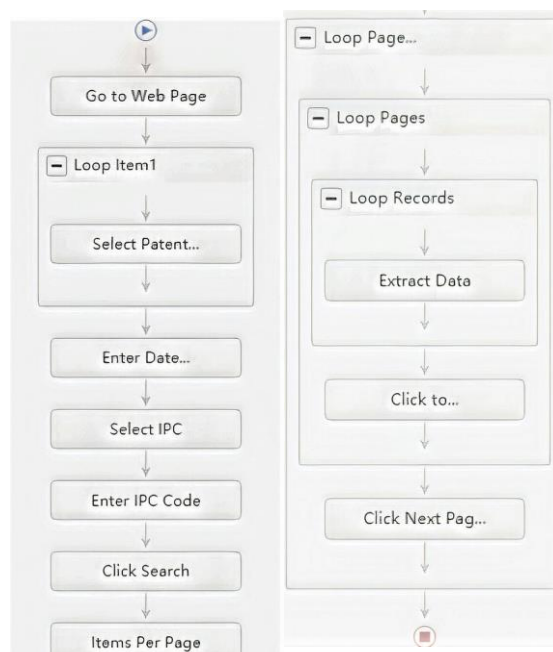 Go to Web Page
Loop Item1
Select Patent...
Enter Date...
Select IPC
Enter IPC Code
Click Search
Items Per Page
Loop Page...
Loop Pages
Loop Records
Extract Data
Click to...
Click Next Pag...